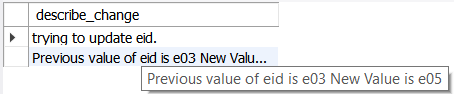 describe_change
trying to update eid.
Previous value of eid is e03 New Valu...
Previous value of eid is e03 New Value is e05